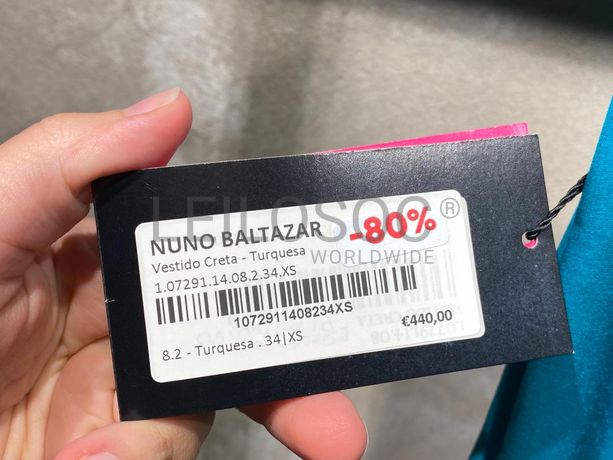 LEILOSOC®
WORLDWIDE
NUNO BALTAZAR
-80%
Vestido Creta - Turquesa
1.07291.14.08.2.34.XS
1072911408234XS
€440,00
8.2 - Turquesa . 34|XS